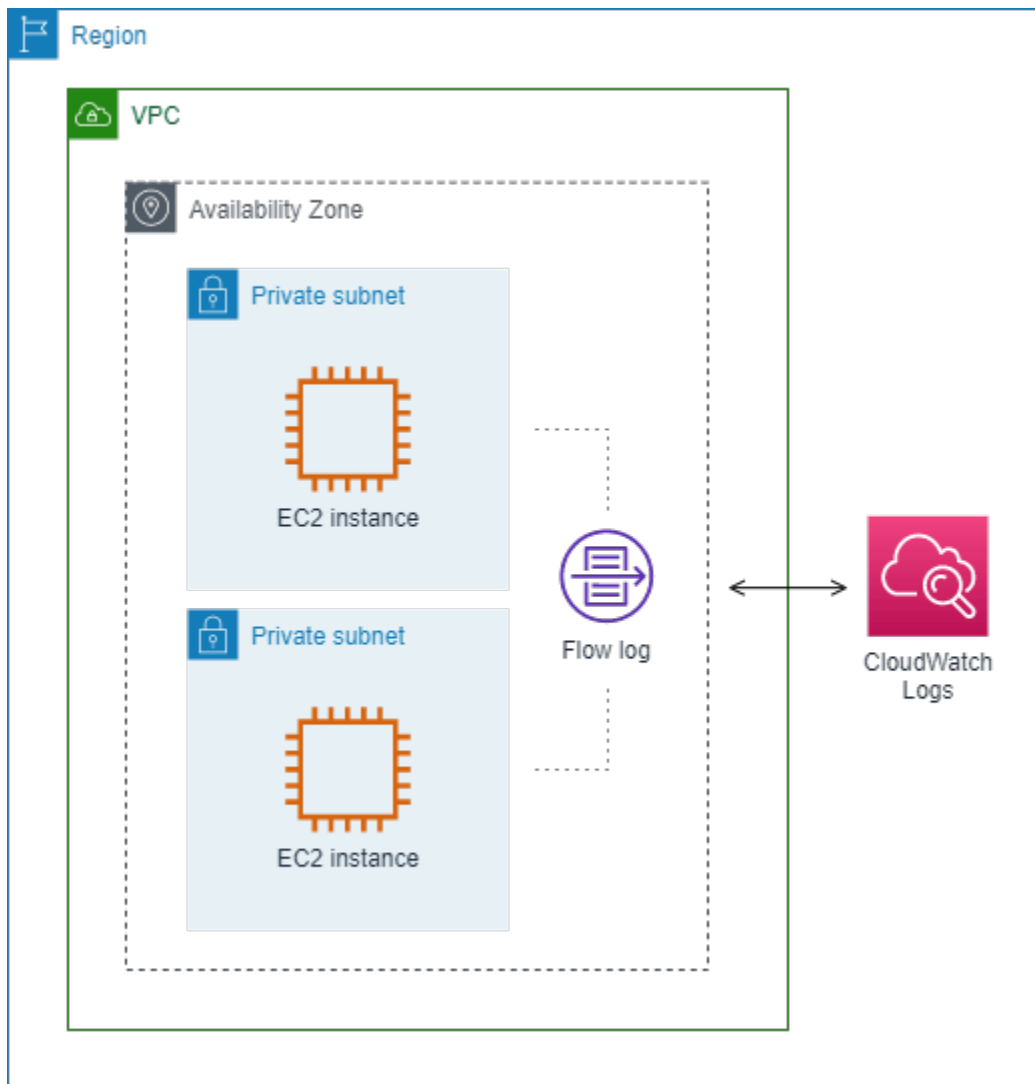 Region
VPC
Availability Zone
Private subnet
EC2 instance
Flow log
Private subnet
EC2 instance
CloudWatch
Logs